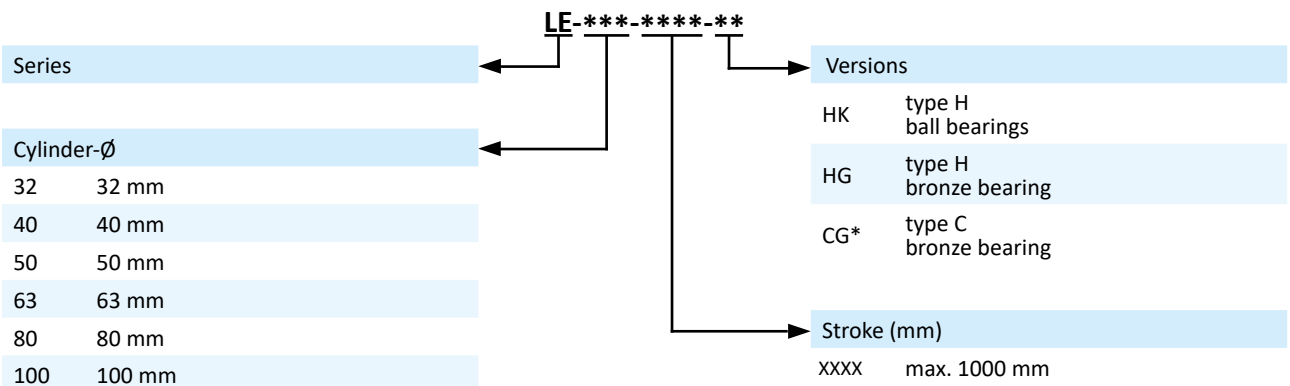 LE-***-****-**
Series
Cylinder-Ø
32 32 mm
40 40 mm
50 50 mm
63 63 mm
80 80 mm
100 100 mm
Versions
HK type H
ball bearings
HG type H
bronze bearing
CG* type C
bronze bearing
Stroke (mm)
XXXX max. 1000 mm